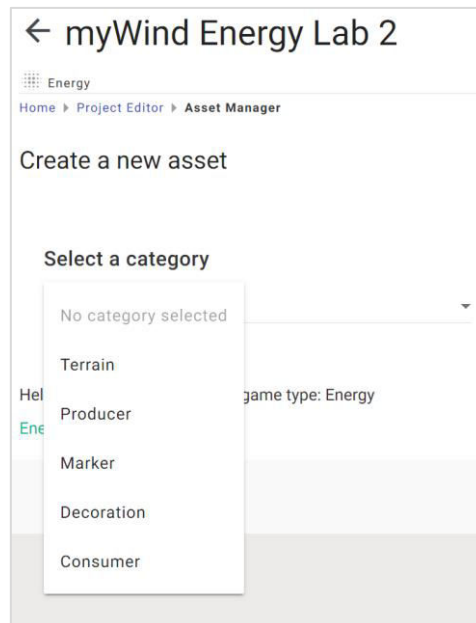 ← myWind Energy Lab 2
Energy
Home ▸ Project Editor ▸ Asset Manager
Create a new asset
Select a category
No category selected
Terrain
Hel game type: Energy
Producer
Ene
Marker
Decoration
Consumer